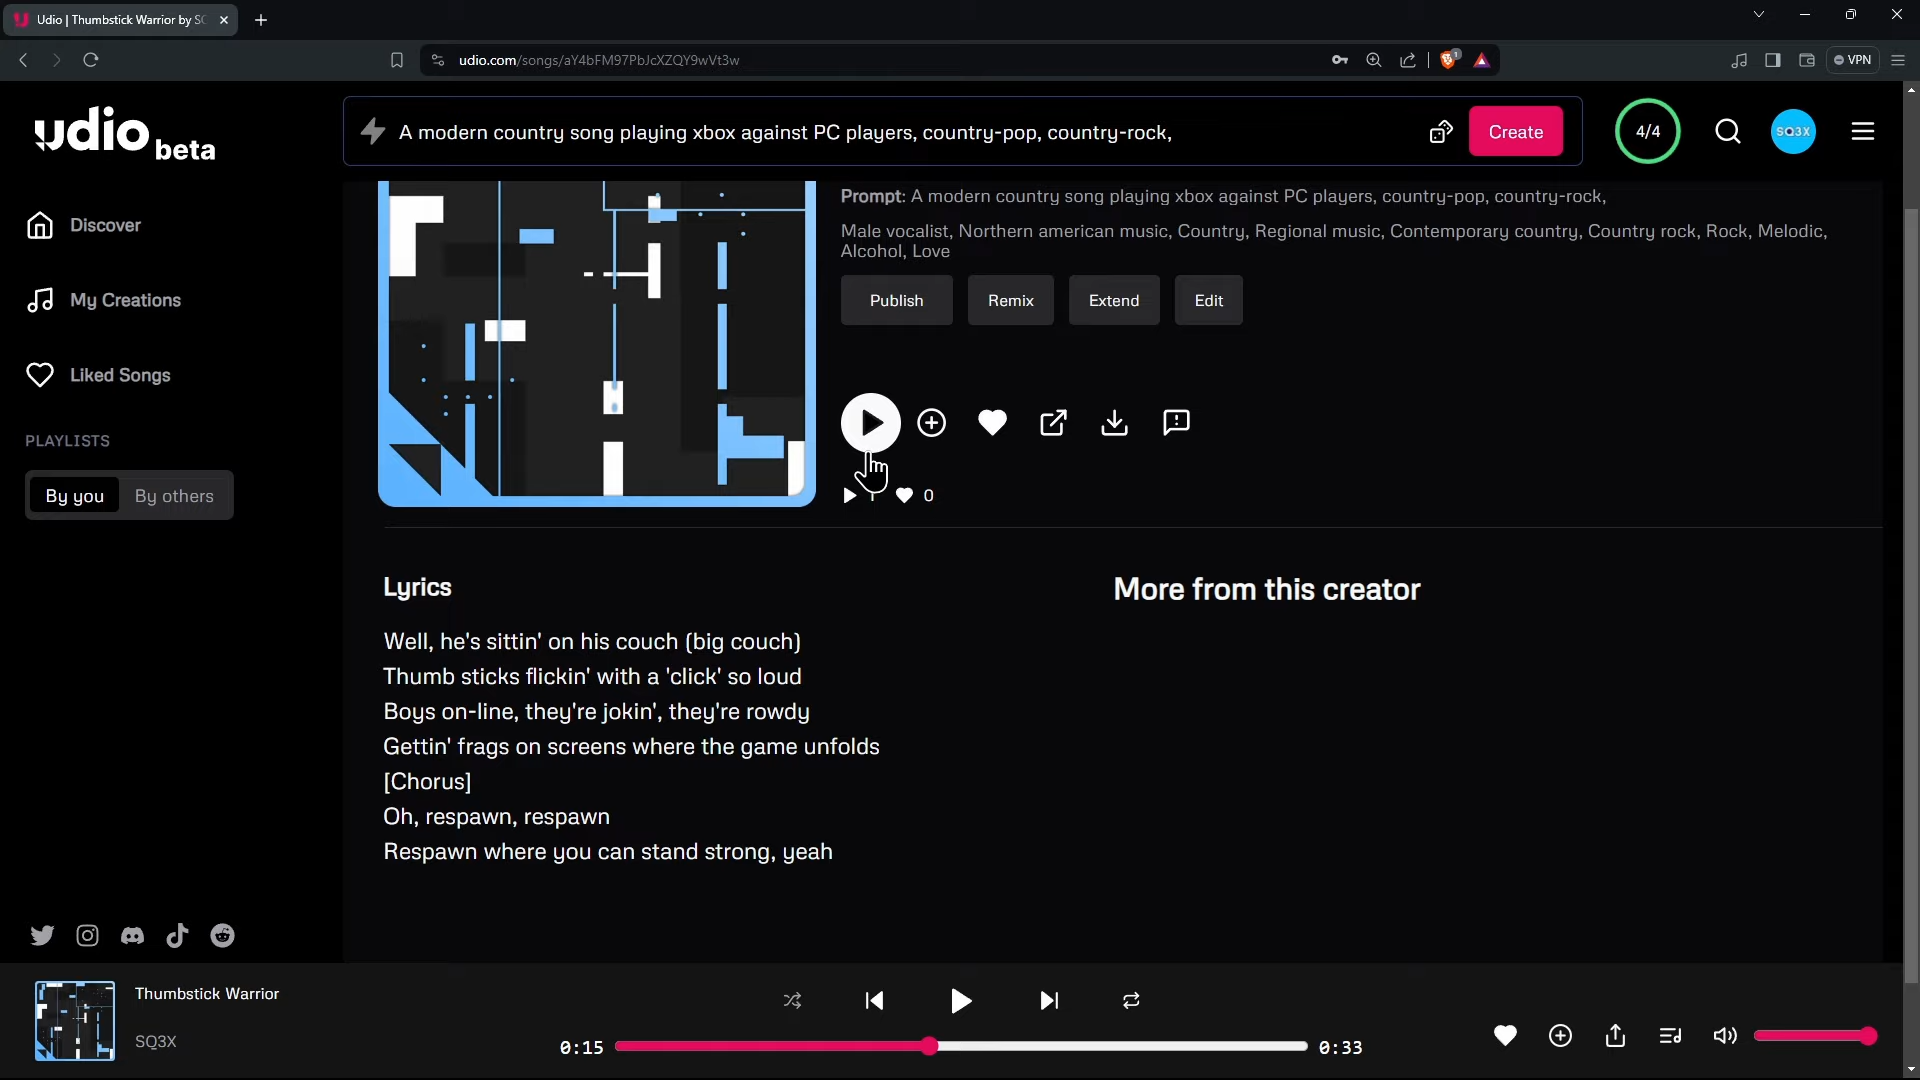 Udio | Thumbstick Warrior by SQ
udio.com/songs/aY4bFM97PbJcXZQY9wVt3w
1
VPN
udio beta
A modern country song playing xbox against PC players, country-pop, country-rock,
Create
4/4
SQ3X
Discover
My Creations
Liked Songs
PLAYLISTS
By you
By others
Prompt: A modern country song playing xbox against PC players, country-pop, country-rock,
Male vocalist, Northern american music, Country, Regional music, Contemporary country, Country rock, Rock, Melodic,
Alcohol, Love
Publish
Remix
Extend
Edit
0
Lyrics
Well, he's sittin' on his couch (big couch)
Thumb sticks flickin' with a 'click' so loud
Boys on-line, they're jokin', they're rowdy
Gettin' frags on screens where the game unfolds
[Chorus]
Oh, respawn, respawn
Respawn where you can stand strong, yeah
More from this creator
Thumbstick Warrior
SQ3X
0:15
0:33